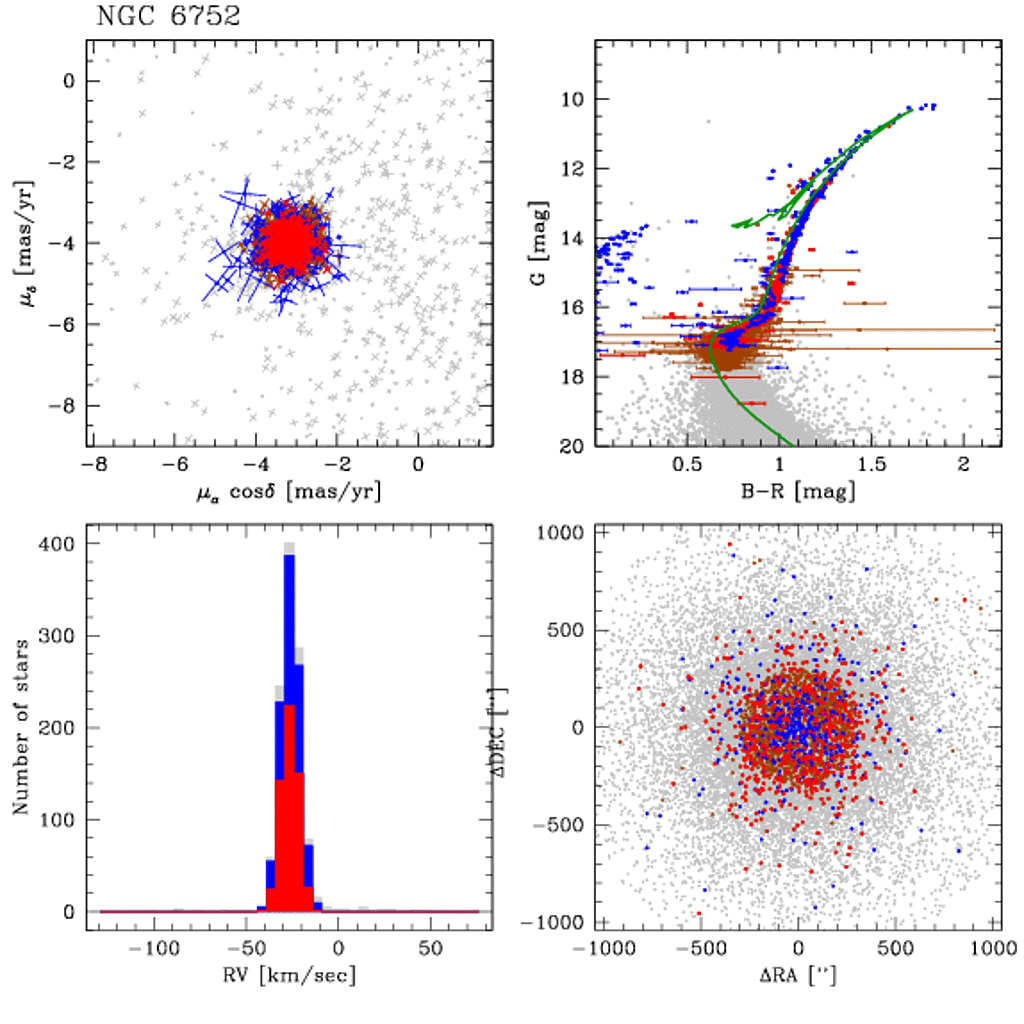 NGC 6752
0
−2
−4
−6
−8
μδ [mas/yr]
−8 −6 −4 −2 0
μα cosδ [mas/yr]
10
12
14
16
18
20
G [mag]
0.5 1 1.5 2
B−R [mag]
400
300
200
100
0
Number of stars
−100 −50 0 50
RV [km/sec]
1000
500
0
−500
−1000
ΔDEC ["]
−1000 −500 0 500 1000
ΔRA ["]